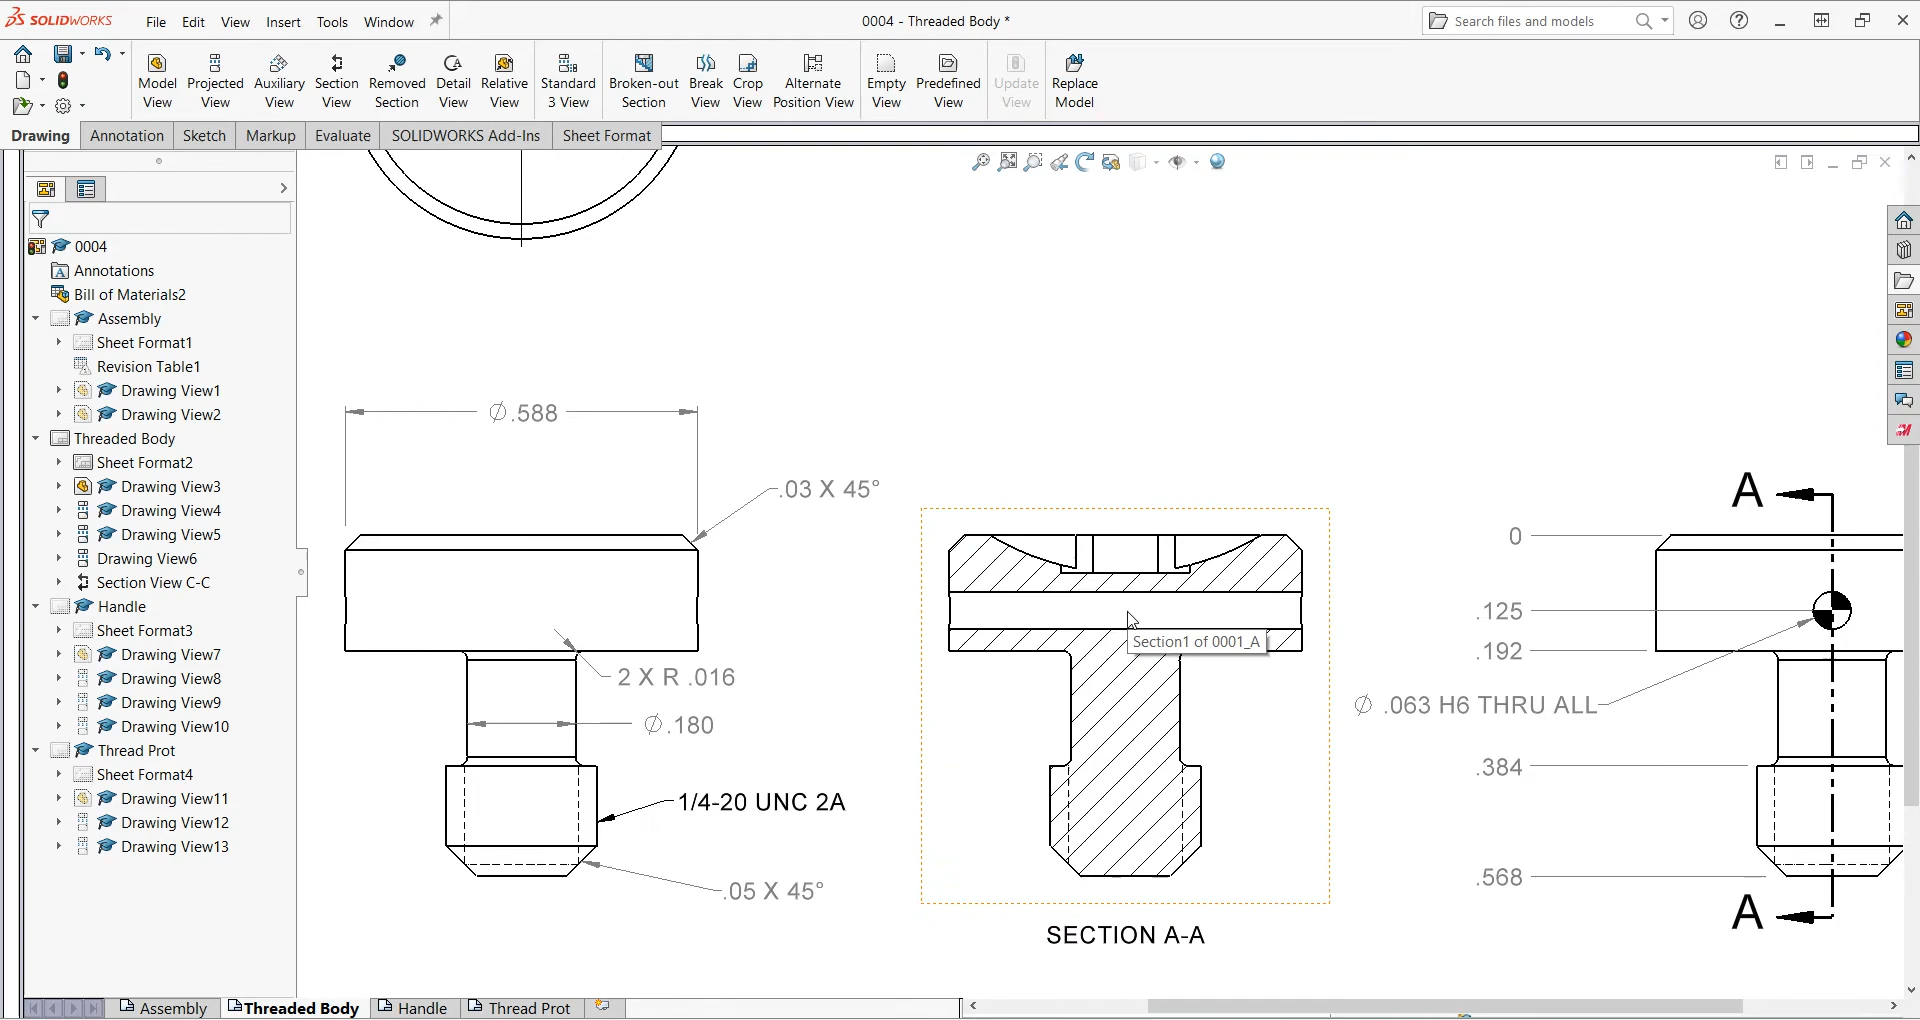 SOLIDWORKS
File Edit View Insert Tools Window
0004 - Threaded Body *
Search files and models
Model View
Projected View
Auxiliary View
Section View
Removed Section
Detail View
Relative View
Standard 3 View
Broken-out Section
Break View
Crop View
Alternate Position View
Empty View
Predefined View
Update View
Replace Model
Drawing Annotation Sketch Markup Evaluate SOLIDWORKS Add-Ins Sheet Format
0004
Annotations
Bill of Materials2
Assembly
Sheet Format1
Revision Table1
Drawing View1
Drawing View2
Threaded Body
Sheet Format2
Drawing View3
Drawing View4
Drawing View5
Drawing View6
Section View C-C
Handle
Sheet Format3
Drawing View7
Drawing View8
Drawing View9
Drawing View10
Thread Prot
Sheet Format4
Drawing View11
Drawing View12
Drawing View13
∅.588
.03 X 45°
2 X R .016
∅.180
1/4-20 UNC 2A
.05 X 45°
Section1 of 0001_A
SECTION A-A
A
0
.125
.192
∅ .063 H6 THRU ALL
.384
.568
A
Assembly Threaded Body Handle Thread Prot